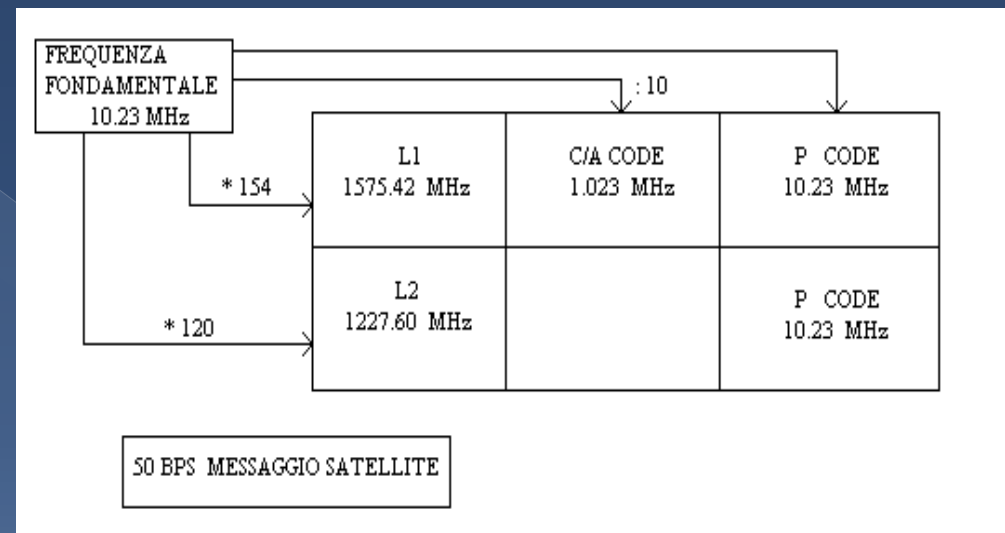 FREQUENZA
FONDAMENTALE
10.23 MHz
: 10
* 154
L1
1575.42 MHz
C/A CODE
1.023 MHz
P CODE
10.23 MHz
* 120
L2
1227.60 MHz
P CODE
10.23 MHz
50 BPS MESSAGGIO SATELLITE